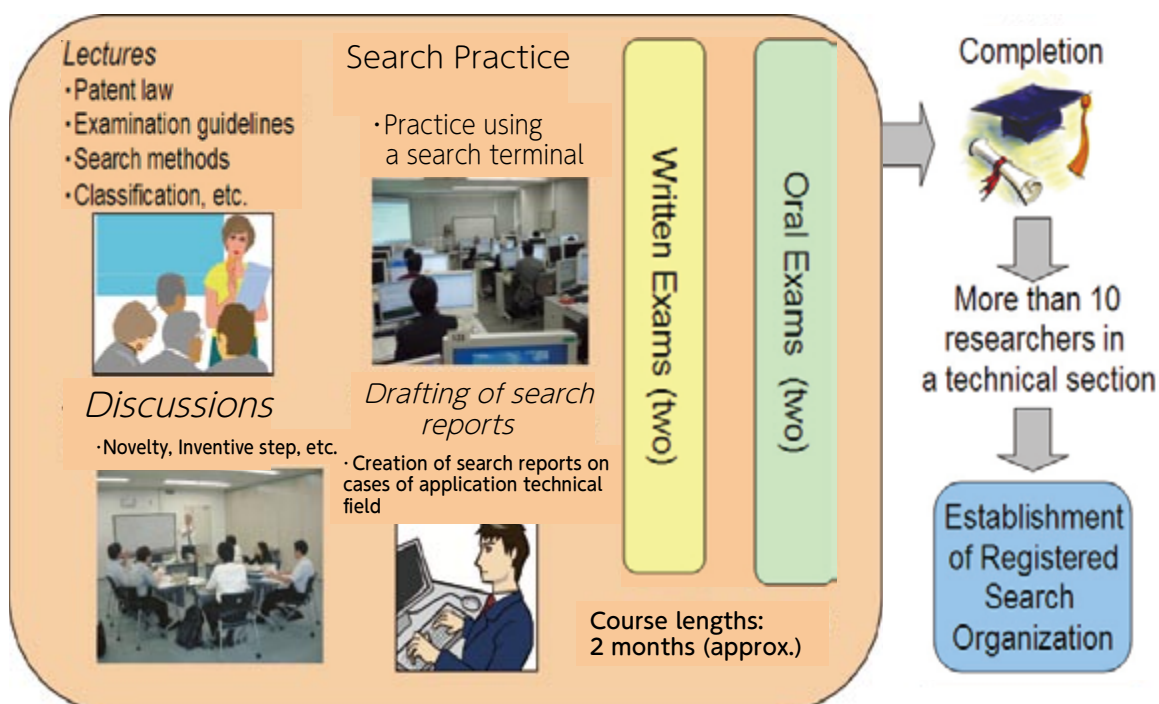 Lectures
・Patent law
・Examination guidelines
・Search methods
・Classification, etc.
Discussions
・Novelty, Inventive step, etc.
Search Practice
・Practice using
a search terminal
Drafting of search
reports
・Creation of search reports on
cases of application technical
field
Written Exams (two)
Oral Exams (two)
Course lengths:
2 months (approx.)
Completion
More than 10
researchers in
a technical section
Establishment
of Registered
Search
Organization